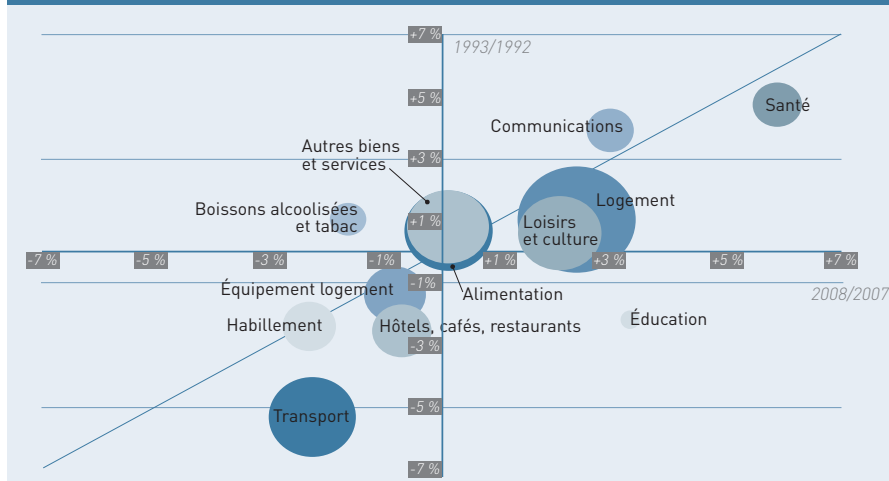 +7 %
1993/1992
+5 %
Santé
Communications
Autres biens
et services
+3 %
Logement
Boissons alcoolisées
et tabac
+1 %
Loisirs
et culture
-7 %
-5 %
-3 %
-1%
+1 %
+3 %
+5 %
+7 %
-1%
Équipement logement
Alimentation
2008/2007
Habillement
Hôtels, cafés, restaurants
Éducation
-3 %
-5 %
Transport
-7 %